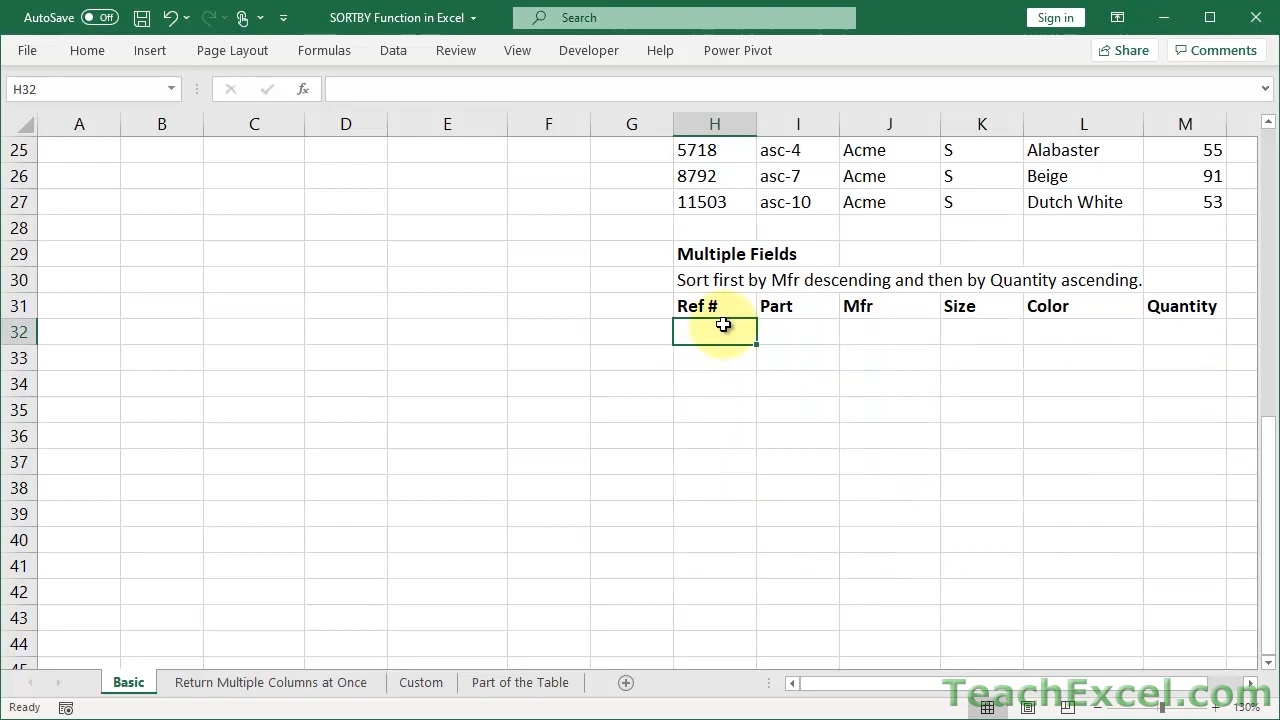 AutoSave Off SORTBY Function in Excel Search Sign in
File Home Insert Page Layout Formulas Data Review View Developer Help Power Pivot Share Comments
H32 fx
A B C D E F G H I J K L M
25 5718 asc-4 Acme S Alabaster 55
26 8792 asc-7 Acme S Beige 91
27 11503 asc-10 Acme S Dutch White 53
28
29 Multiple Fields
30 Sort first by Mfr descending and then by Quantity ascending.
31 Ref # Part Mfr Size Color Quantity
32
33
34
35
36
37
38
39
40
41
42
43
44
45
Basic Return Multiple Columns at Once Custom Part of the Table
TeachExcel.com
Ready 130%